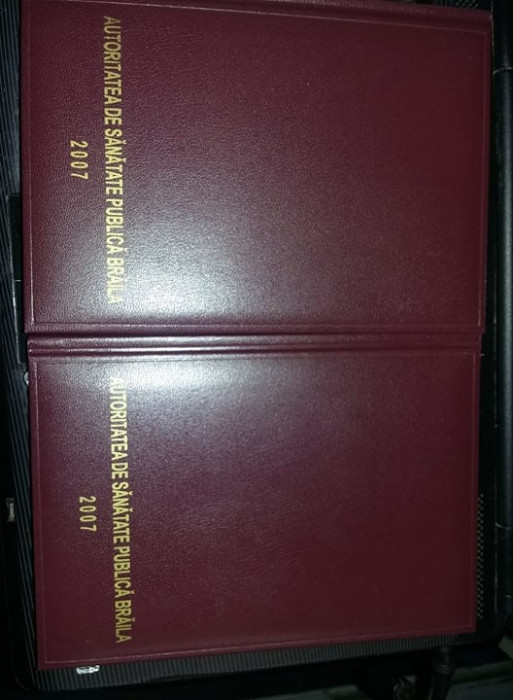 AUTORITATEA DE SĂNĂTATE PUBLICĂ BRĂILA
2007
AUTORITATEA DE SĂNĂTATE PUBLICĂ BRĂILA
2007